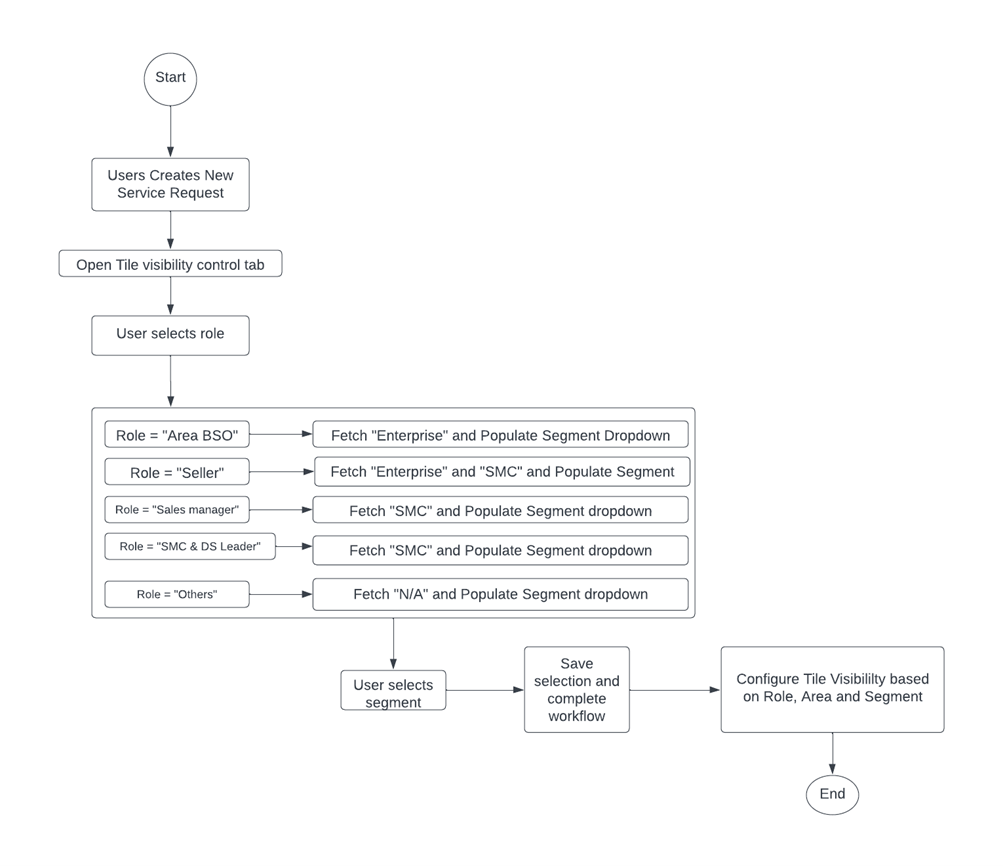 Start
Users Creates New
Service Request
Open Tile visibility control tab
User selects role
Role = "Area BSO"
Fetch "Enterprise" and Populate Segment Dropdown
Role = "Seller"
Fetch "Enterprise" and "SMC" and Populate Segment
Role = "Sales manager"
Fetch "SMC" and Populate Segment dropdown
Role = "SMC & DS Leader"
Fetch "SMC" and Populate Segment dropdown
Role = "Others"
Fetch "N/A" and Populate Segment dropdown
User selects
segment
Save
selection and
complete
workflow
Configure Tile Visibililty based
on Role, Area and Segment
End